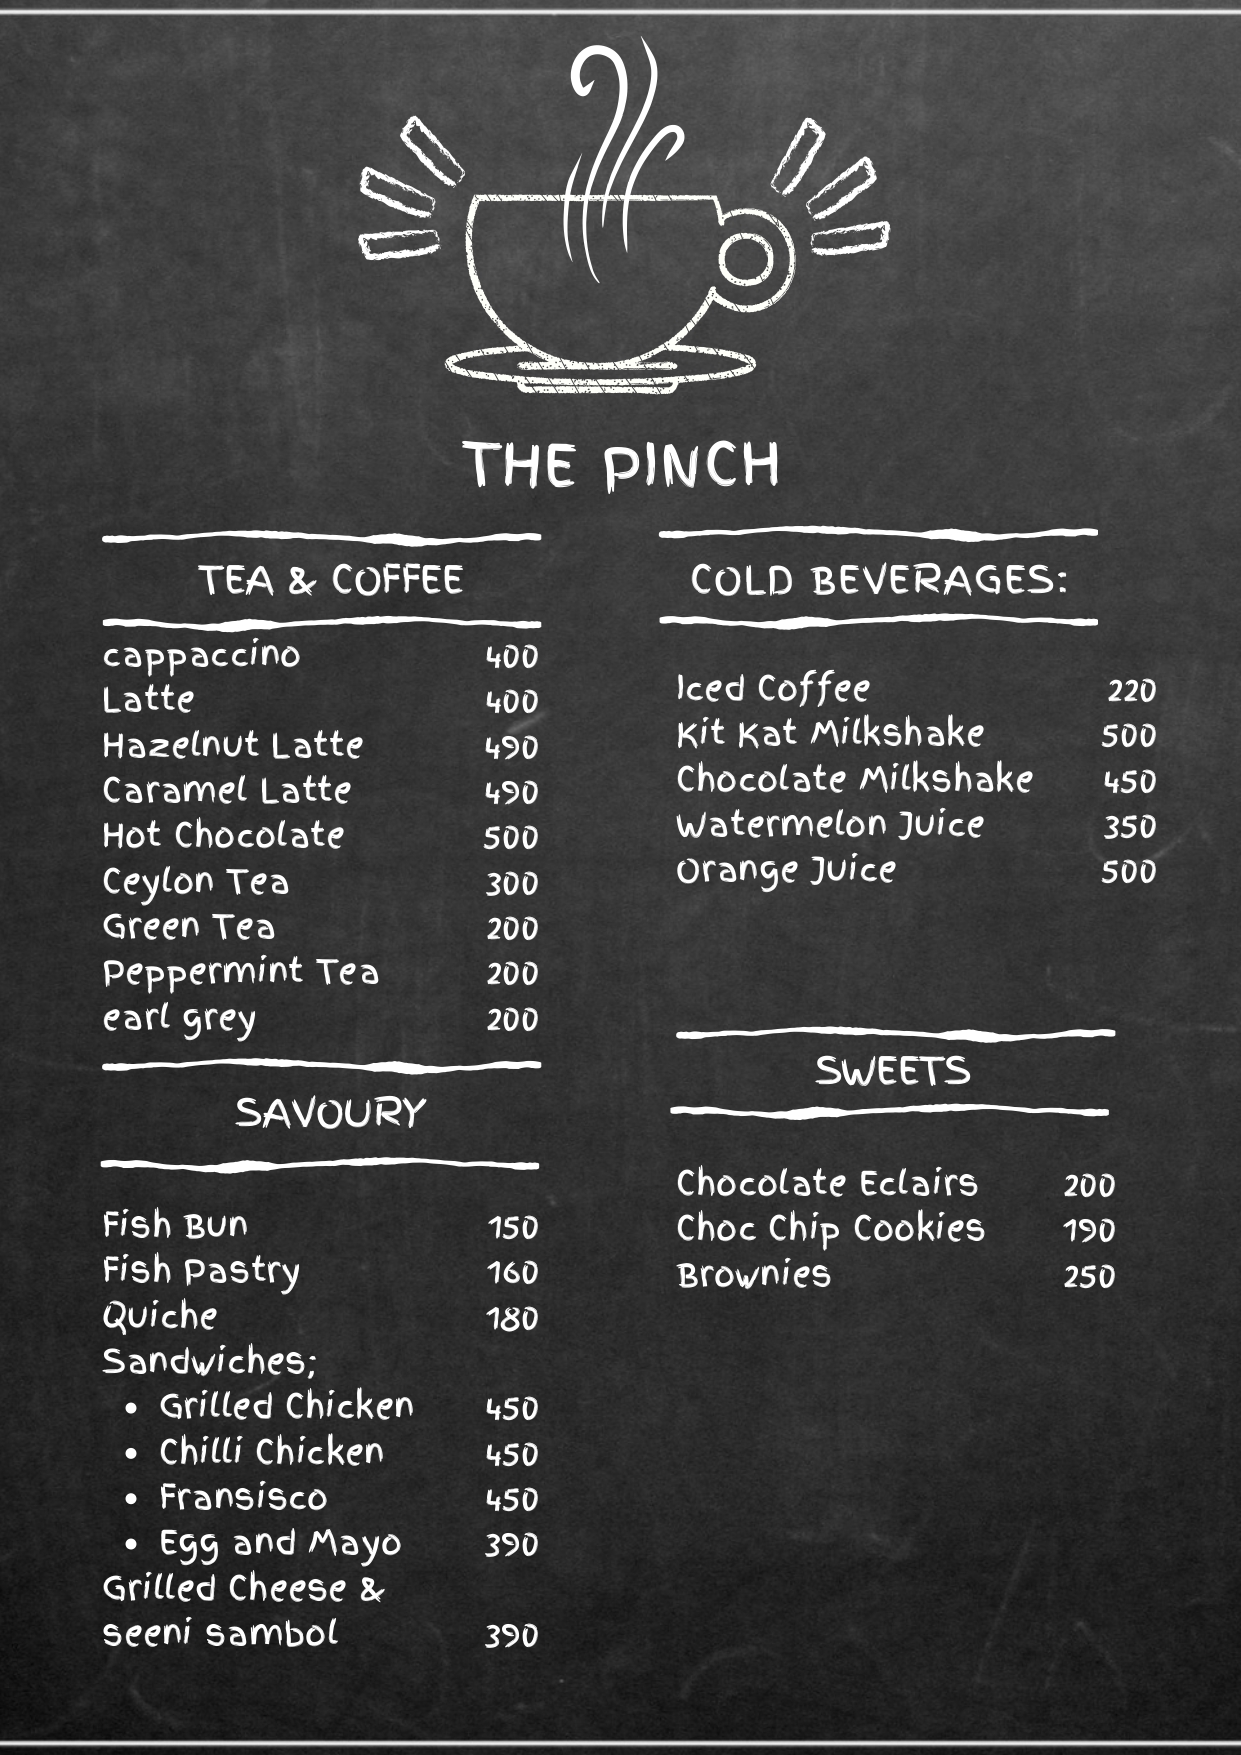 THE PINCH
TEA & COFFEE
cappaccino 400
Latte 400
Hazelnut Latte 490
Caramel Latte 490
Hot Chocolate 500
Ceylon Tea 300
Green Tea 200
Peppermint Tea 200
earl grey 200
SAVOURY
Fish Bun 150
Fish Pastry 160
Quiche 180
Sandwiches;
• Grilled Chicken 450
• Chilli Chicken 450
• Fransisco 450
• Egg and Mayo 390
Grilled Cheese &
seeni sambol 390
COLD BEVERAGES:
Iced Coffee 220
Kit Kat Milkshake 500
Chocolate Milkshake 450
Watermelon Juice 350
Orange Juice 500
SWEETS
Chocolate Eclairs 200
Choc Chip Cookies 190
Brownies 250